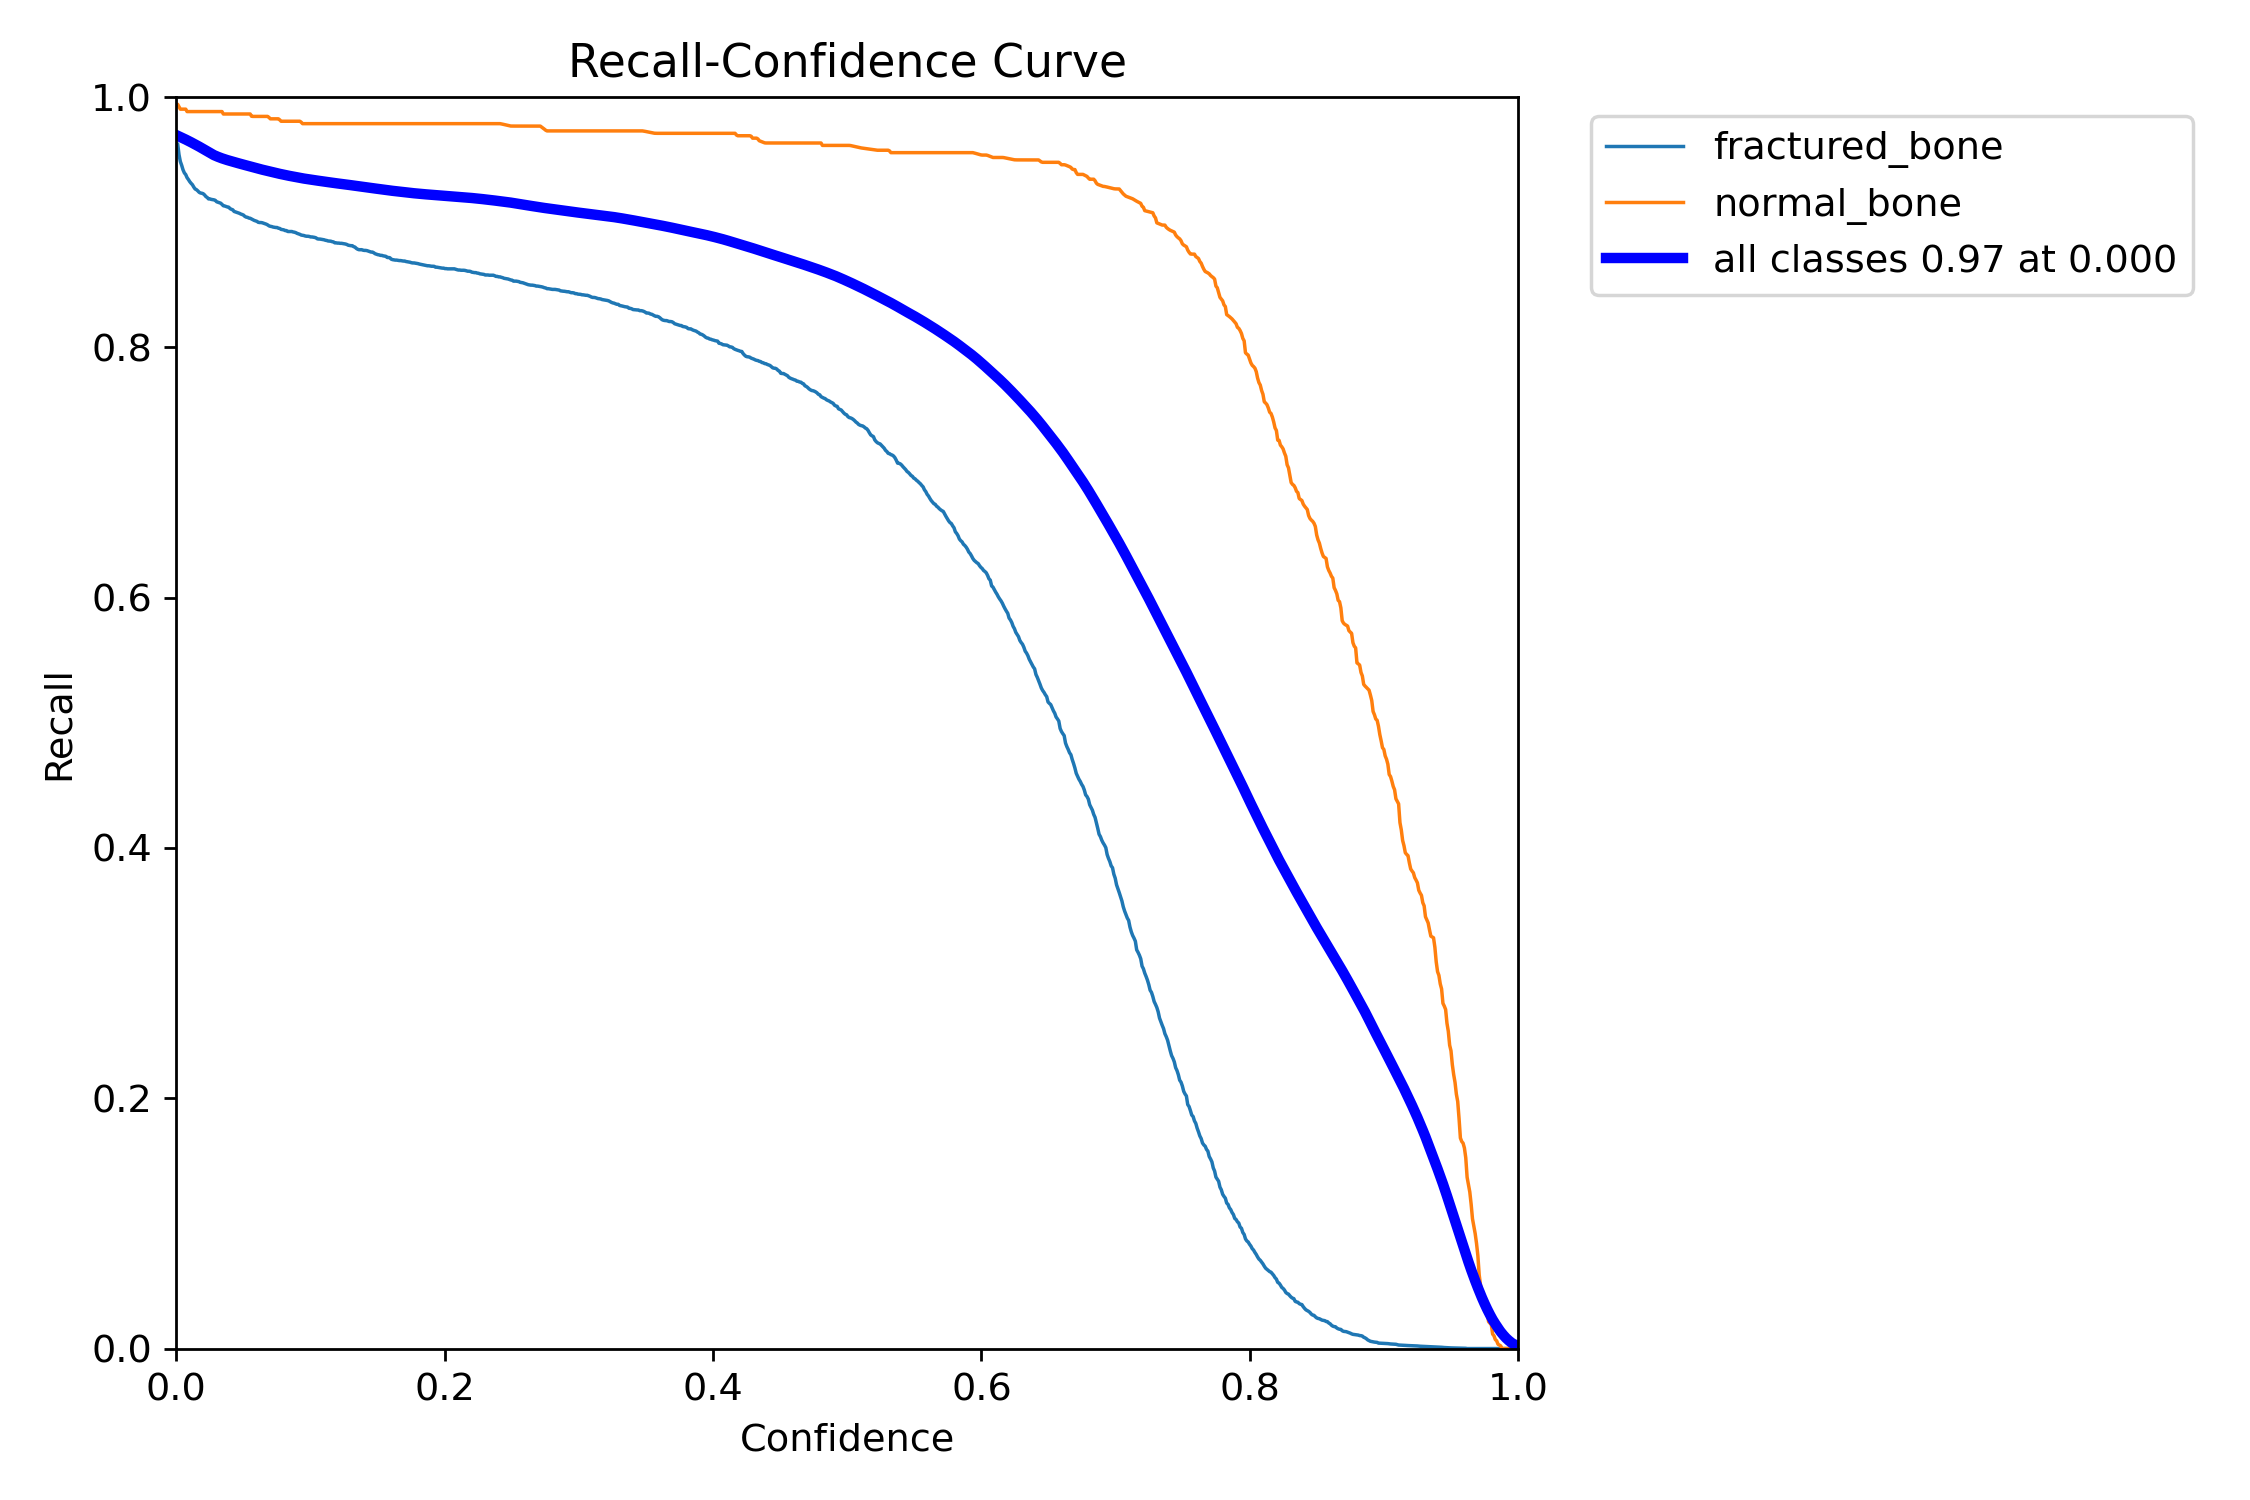 Recall-Confidence Curve
fractured_bone
normal_bone
all classes 0.97 at 0.000
1.0
0.8
0.6
0.4
0.2
0.0
Recall
0.0 0.2 0.4 0.6 0.8 1.0
Confidence